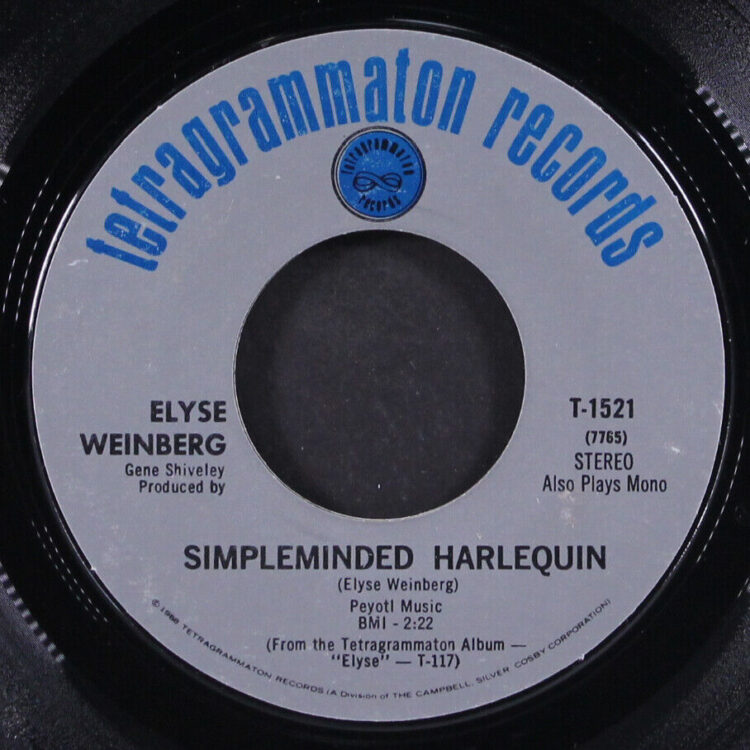 tetragrammaton records
tetragrammaton
records
ELYSE
WEINBERG
Gene Shiveley
Produced by
T-1521
(7765)
STEREO
Also Plays Mono
SIMPLEMINDED HARLEQUIN
(Elyse Weinberg)
Peyotl Music
BMI - 2:22
(From the Tetragrammaton Album —
"Elyse" — T-117)
© 1968 TETRAGRAMMATON RECORDS (A Division of THE CAMPBELL, SILVER COSBY CORPORATION)